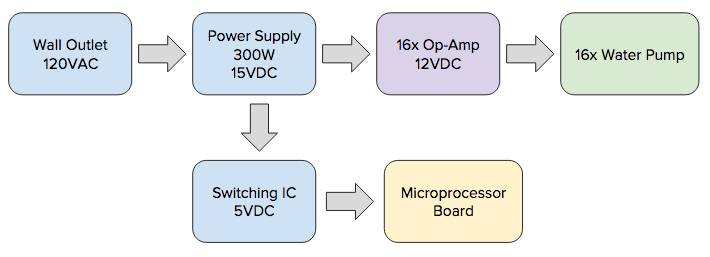 Wall Outlet
120VAC
Power Supply
300W
15VDC
16x Op-Amp
12VDC
16x Water Pump
Switching IC
5VDC
Microprocessor
Board